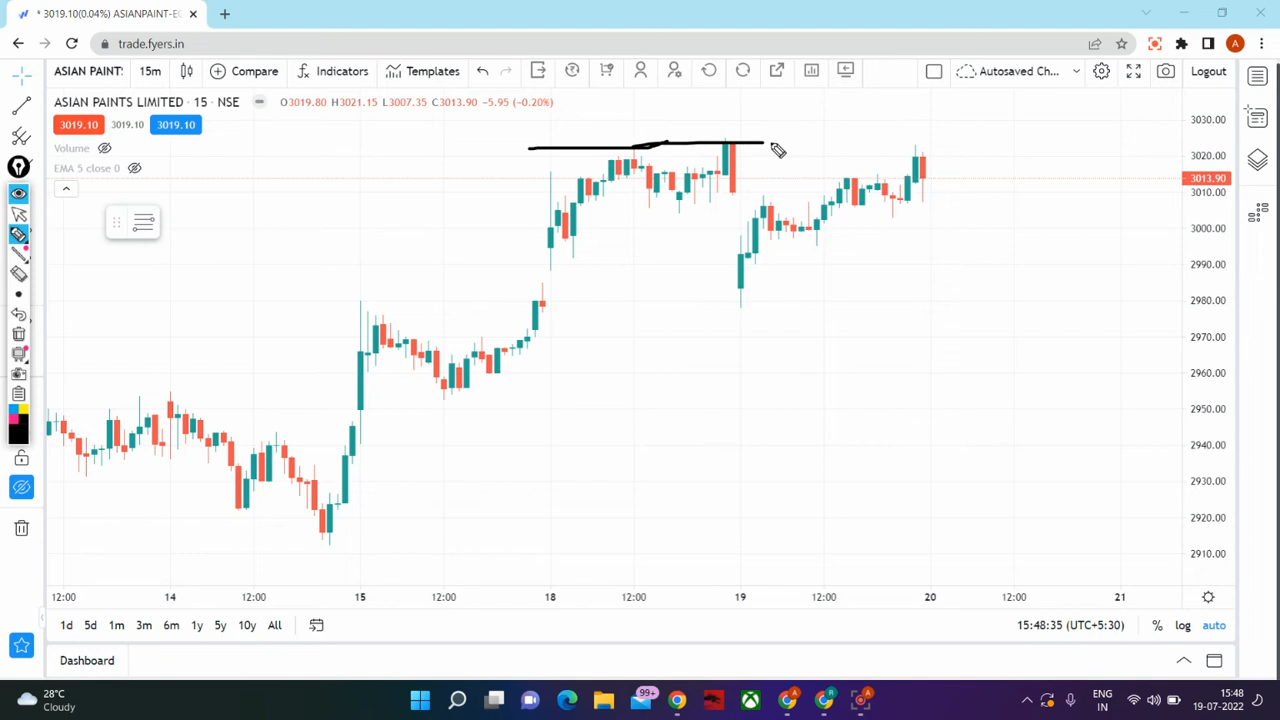 * 3019.10(0.04%) ASIANPAINT-EC
trade.fyers.in
ASIAN PAINT: 15m Compare Indicators Templates Autosaved Ch... Logout
ASIAN PAINTS LIMITED · 15 · NSE O3019.80 H3021.15 L3007.35 C3013.90 −5.95 (−0.20%)
3019.10 3019.10 3019.10
Volume
EMA 5 close 0
3030.00
3020.00
3013.90
3010.00
3000.00
2990.00
2980.00
2970.00
2960.00
2950.00
2940.00
2930.00
2920.00
2910.00
12:00 14 12:00 15 12:00 18 12:00 19 12:00 20 12:00 21
1d 5d 1m 3m 6m 1y 5y 10y All 15:48:35 (UTC+5:30) % log auto
Dashboard
28°C
Cloudy
99+
ENG
IN
15:48
19-07-2022